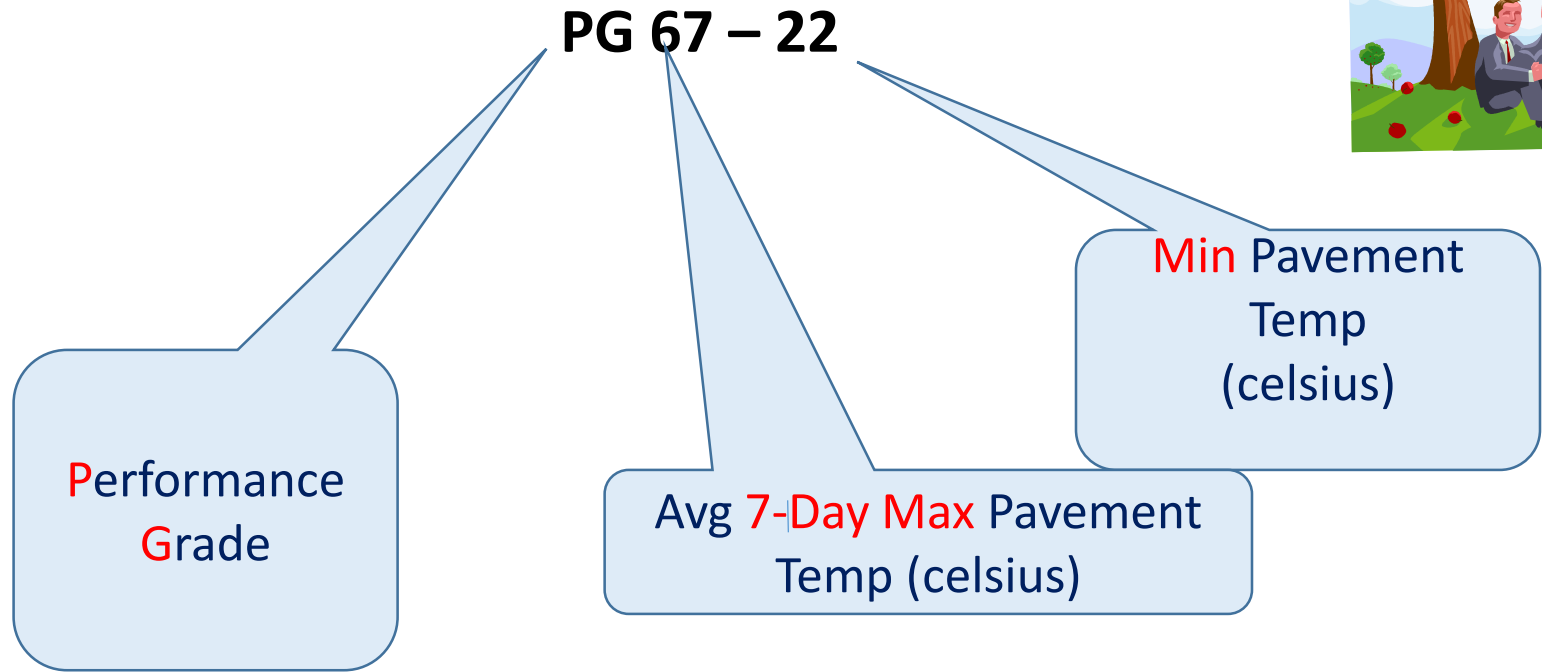 PG 67 – 22
Min Pavement
Temp
(celsius)
Performance
Grade
Avg 7-Day Max Pavement
Temp (celsius)